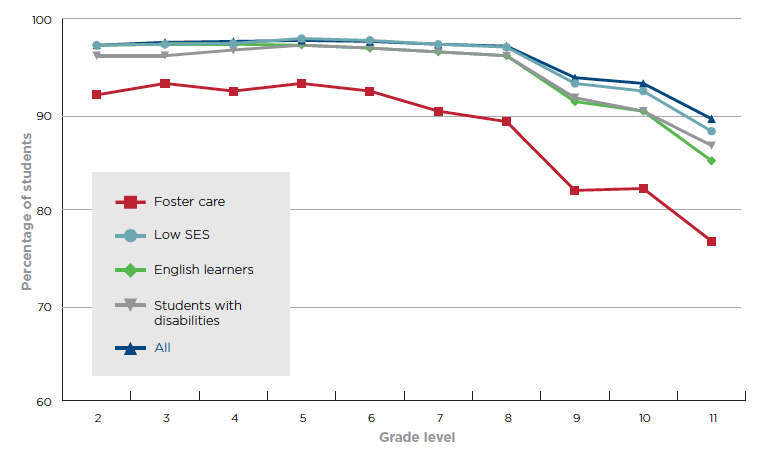 100
90
80
70
60
Percentage of students
Foster care
Low SES
English learners
Students with
disabilities
All
2 3 4 5 6 7 8 9 10 11
Grade level